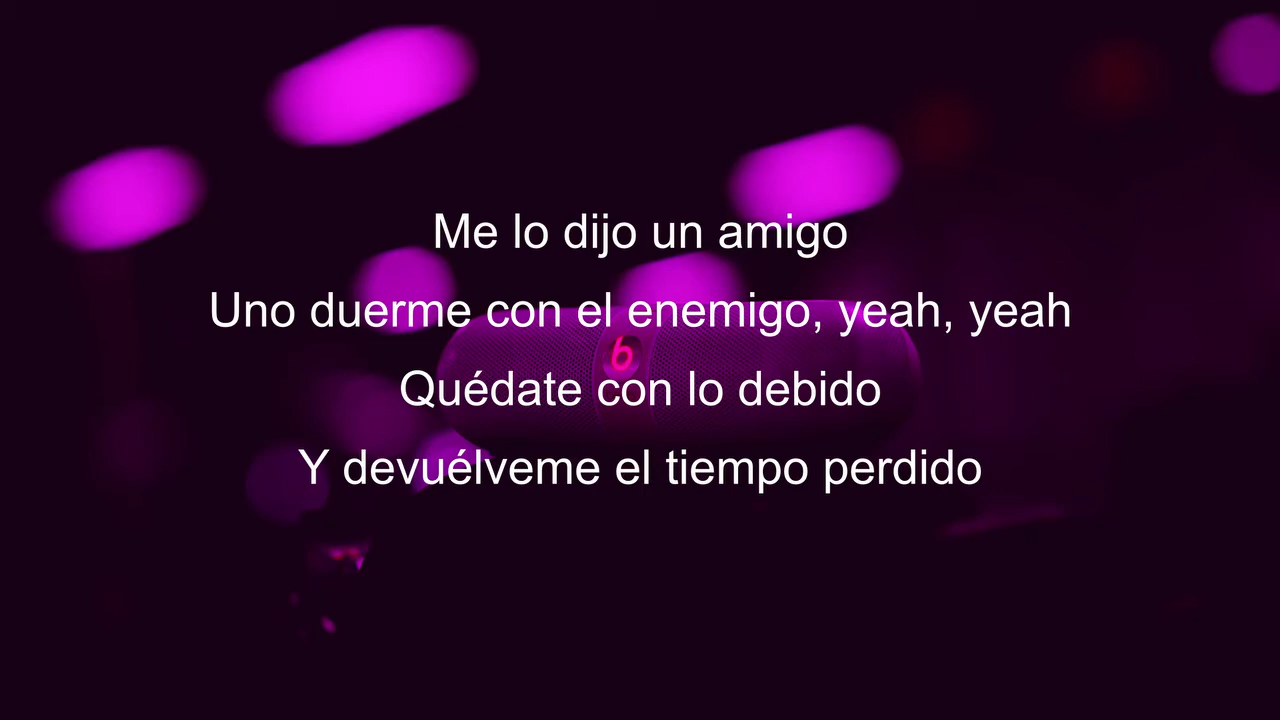 Me lo dijo un amigo
Uno duerme con el enemigo, yeah, yeah
Quédate con lo debido
Y devuélveme el tiempo perdido